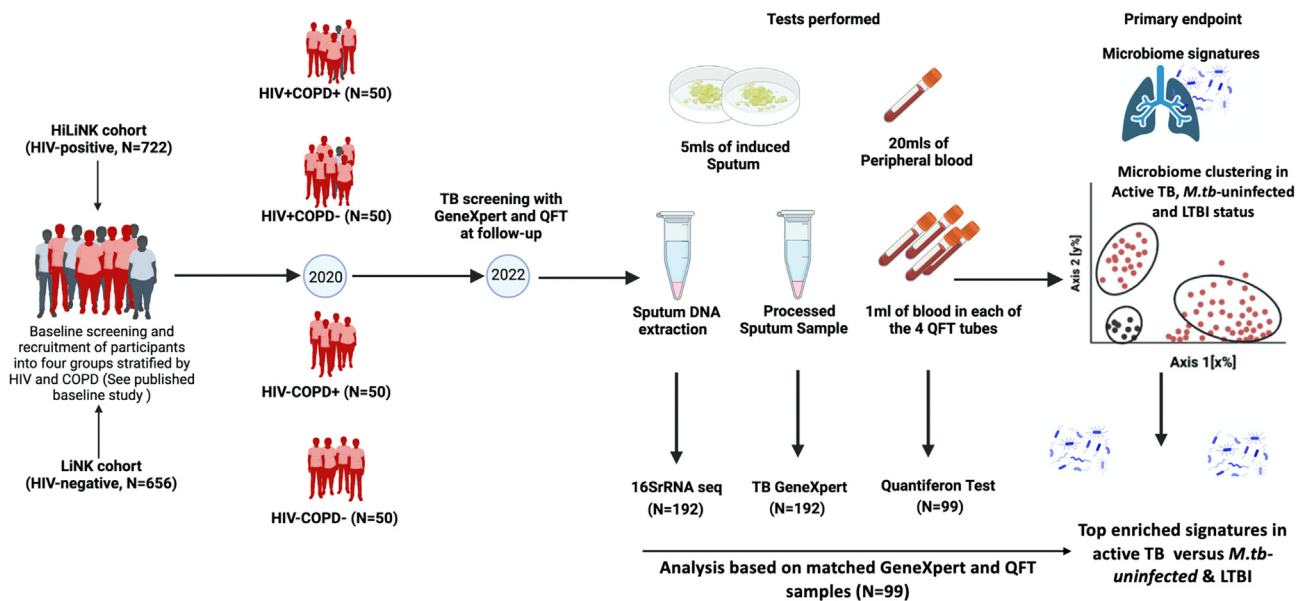 HiLiNK cohort
(HIV-positive, N=722)
Baseline screening and
recruitment of participants
into four groups stratified by
HIV and COPD (See published
baseline study )
LiNK cohort
(HIV-negative, N=656)
HIV+COPD+ (N=50)
HIV+COPD- (N=50)
2020
HIV-COPD+ (N=50)
HIV-COPD- (N=50)
TB screening with
GeneXpert and QFT
at follow-up
2022
Tests performed
5mls of induced
Sputum
20mls of
Peripheral blood
Sputum DNA
extraction
Processed
Sputum Sample
1ml of blood in each of
the 4 QFT tubes
16SrRNA seq
(N=192)
TB GeneXpert
(N=192)
Quantiferon Test
(N=99)
Analysis based on matched GeneXpert and QFT
samples (N=99)
Primary endpoint
Microbiome signatures
Microbiome clustering in
Active TB, M.tb-uninfected
and LTBI status
Axis 2 [y%]
Axis 1[x%]
Top enriched signatures in
active TB versus M.tb-
uninfected & LTBI